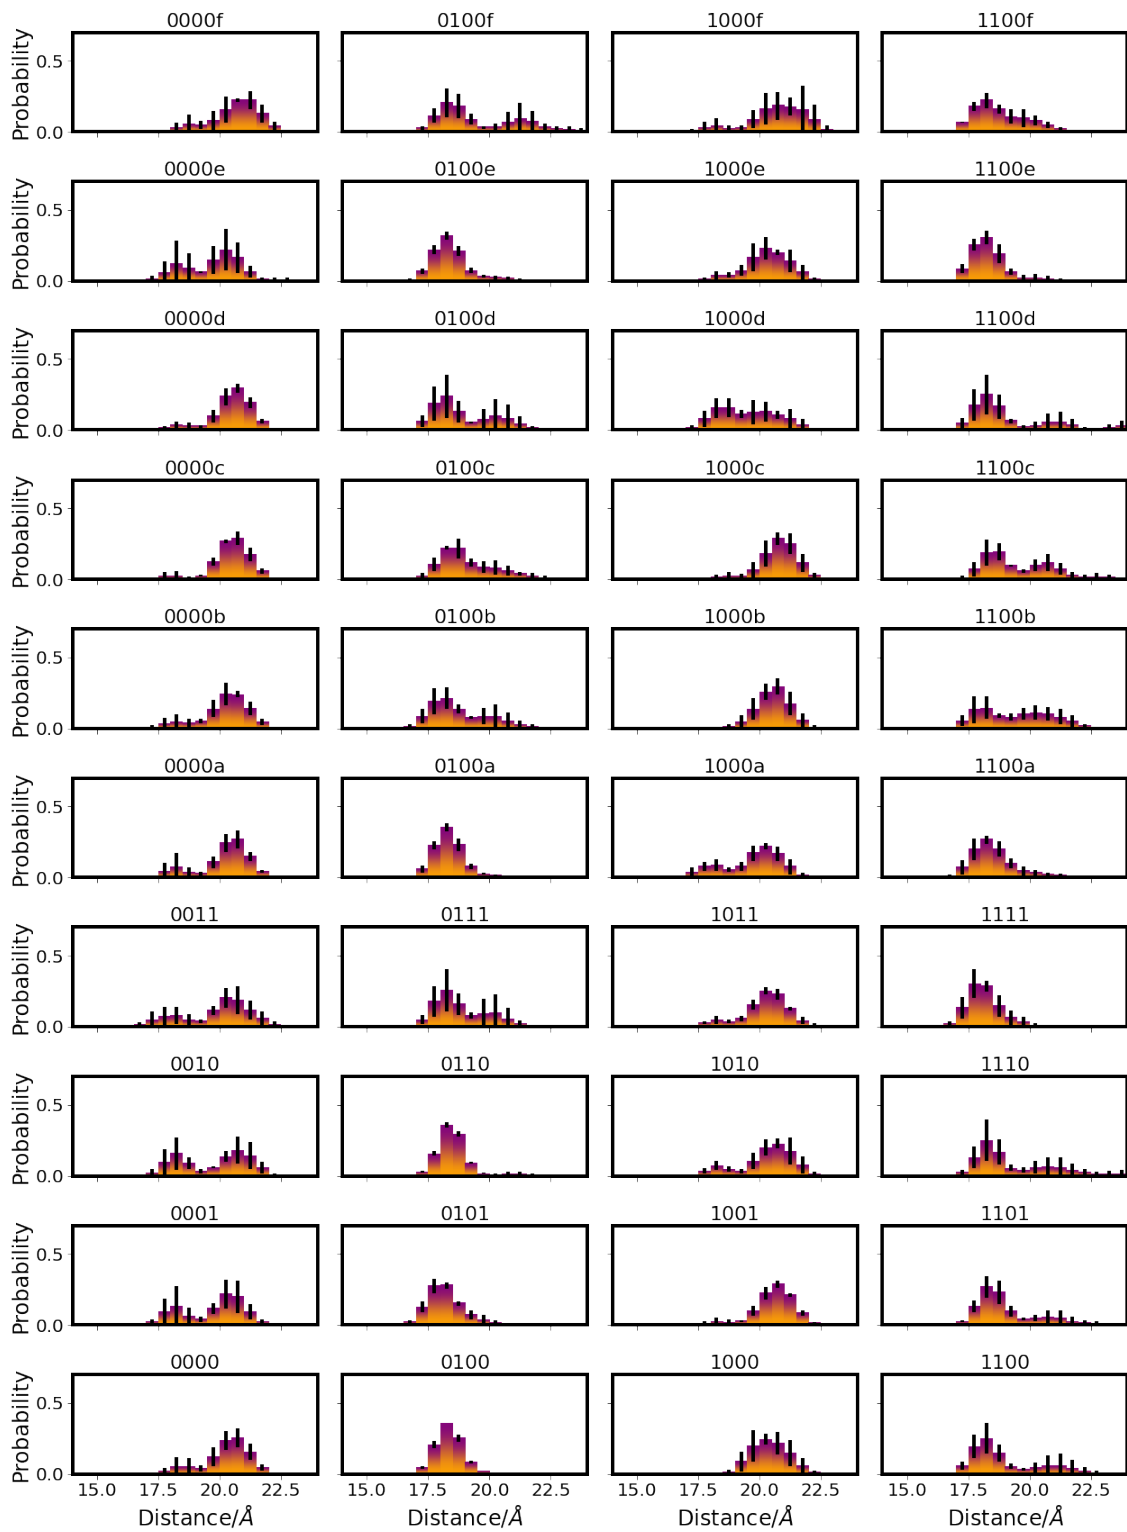 0000f 0100f 1000f 1100f
Probability
0.5
0.0
0000e 0100e 1000e 1100e
Probability
0.5
0.0
0000d 0100d 1000d 1100d
Probability
0.5
0.0
0000c 0100c 1000c 1100c
Probability
0.5
0.0
0000b 0100b 1000b 1100b
Probability
0.5
0.0
0000a 0100a 1000a 1100a
Probability
0.5
0.0
0011 0111 1011 1111
Probability
0.5
0.0
0010 0110 1010 1110
Probability
0.5
0.0
0001 0101 1001 1101
Probability
0.5
0.0
0000 0100 1000 1100
Probability
0.5
0.0
15.0 17.5 20.0 22.5 15.0 17.5 20.0 22.5 15.0 17.5 20.0 22.5 15.0 17.5 20.0 22.5
Distance/Å Distance/Å Distance/Å Distance/Å